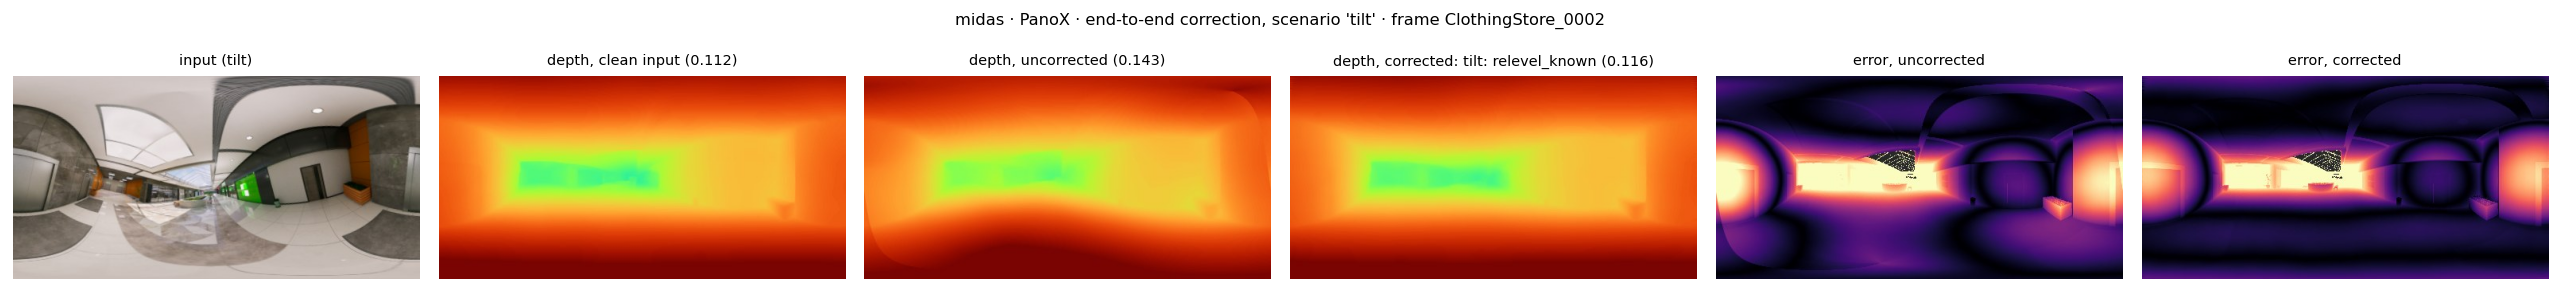 midas · PanoX · end-to-end correction, scenario 'tilt' · frame ClothingStore_0002
input (tilt)
depth, clean input (0.112)
depth, uncorrected (0.143)
depth, corrected: tilt: relevel_known (0.116)
error, uncorrected
error, corrected